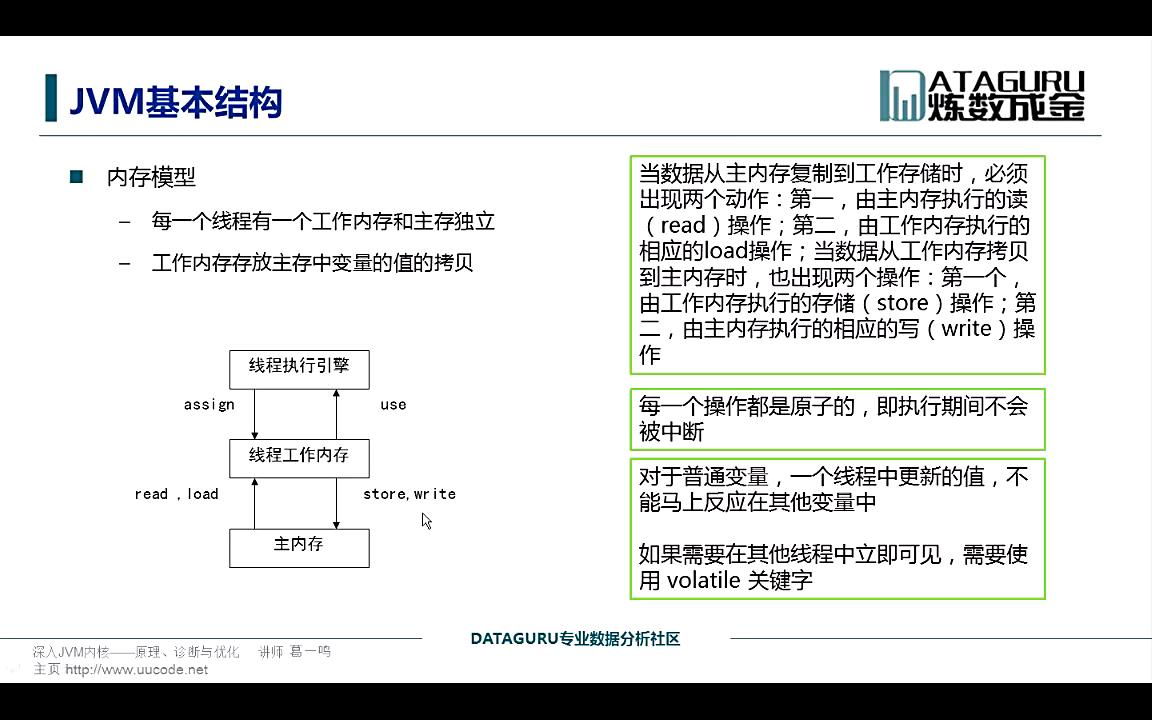 JVM基本结构
ATAGURU
炼数成金
内存模型
– 每一个线程有一个工作内存和主存独立
– 工作内存存放主存中变量的值的拷贝
线程执行引擎
assign
use
线程工作内存
read ,load
store,write
主内存
当数据从主内存复制到工作存储时，必须
出现两个动作：第一，由主内存执行的读
（read）操作；第二，由工作内存执行的
相应的load操作；当数据从工作内存拷贝
到主内存时，也出现两个操作：第一个，
由工作内存执行的存储（store）操作；第
二，由主内存执行的相应的写（write）操
作
每一个操作都是原子的，即执行期间不会
被中断
对于普通变量，一个线程中更新的值，不
能马上反应在其他变量中
如果需要在其他线程中立即可见，需要使
用 volatile 关键字
DATAGURU专业数据分析社区
深入JVM内核——原理、诊断与优化 讲师 葛一鸣
主页 http://www.uucode.net